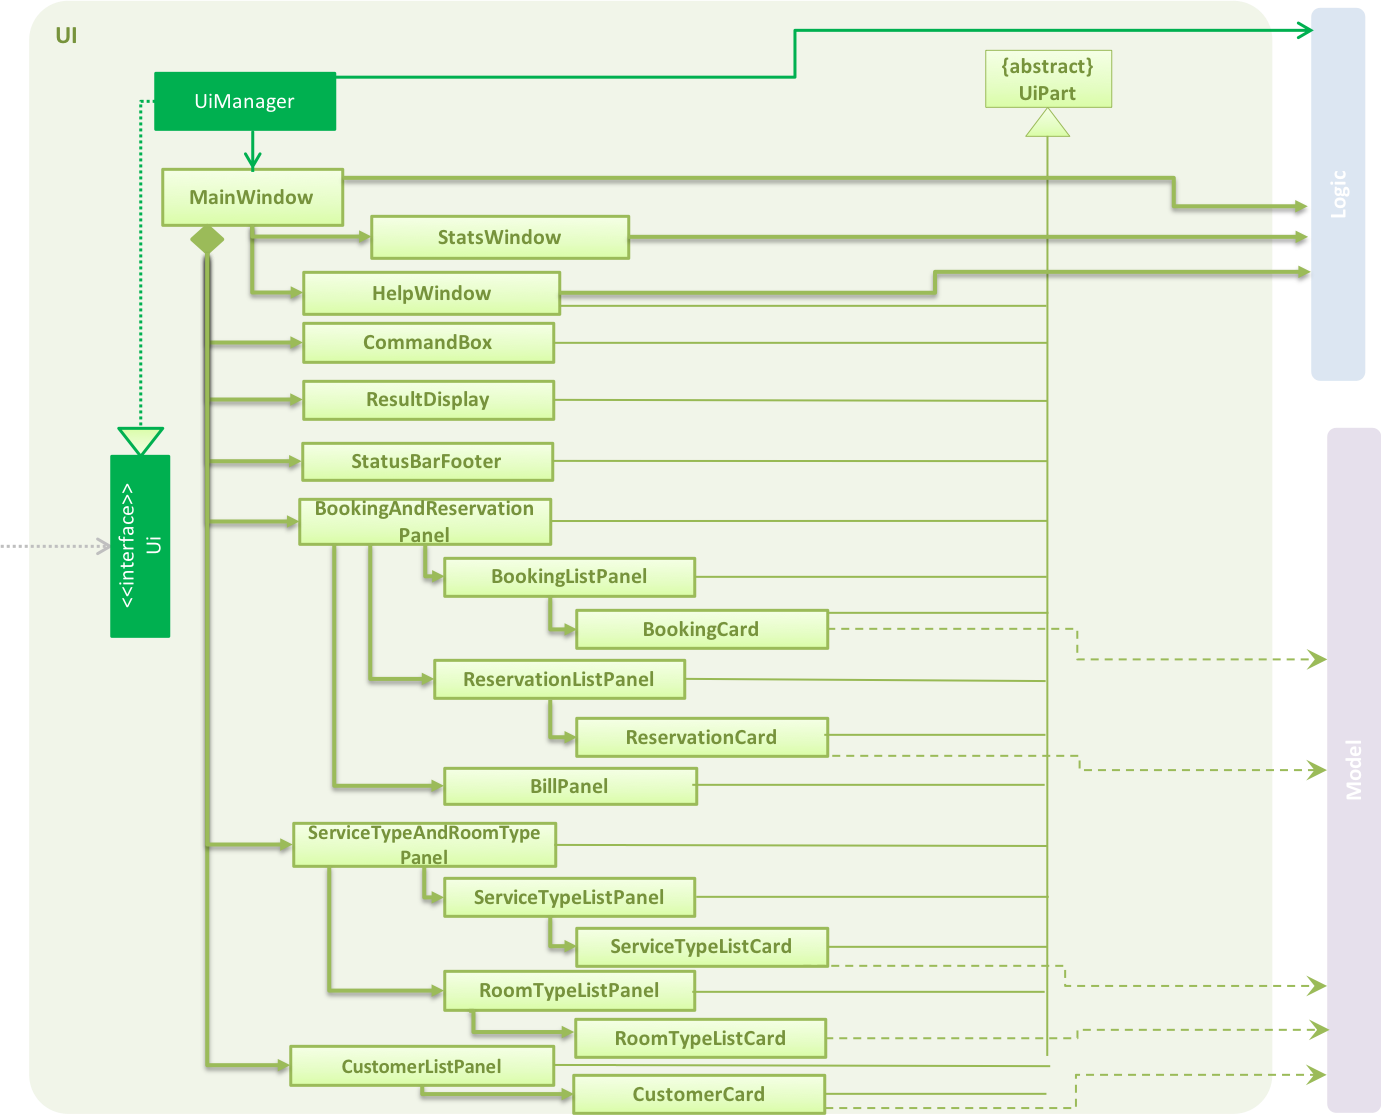 UI
{abstract}
UiPart
UiManager
MainWindow
Logic
StatsWindow
HelpWindow
CommandBox
ResultDisplay
StatusBarFooter
<<interface>>
Ui
BookingAndReservation
Panel
BookingListPanel
BookingCard
ReservationListPanel
ReservationCard
Model
BillPanel
ServiceTypeAndRoomType
Panel
ServiceTypeListPanel
ServiceTypeListCard
RoomTypeListPanel
RoomTypeListCard
CustomerListPanel
CustomerCard